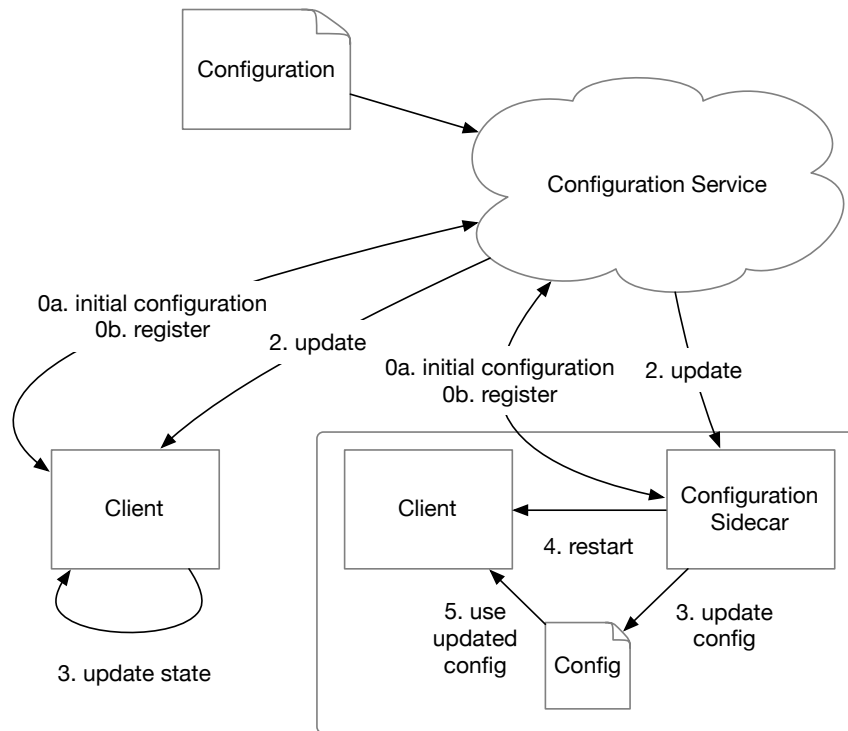 Configuration
Configuration Service
0a. initial configuration
0b. register
2. update
0a. initial configuration
0b. register
2. update
Client
3. update state
Client
Configuration
Sidecar
4. restart
5. use
updated
config
Config
3. update
config